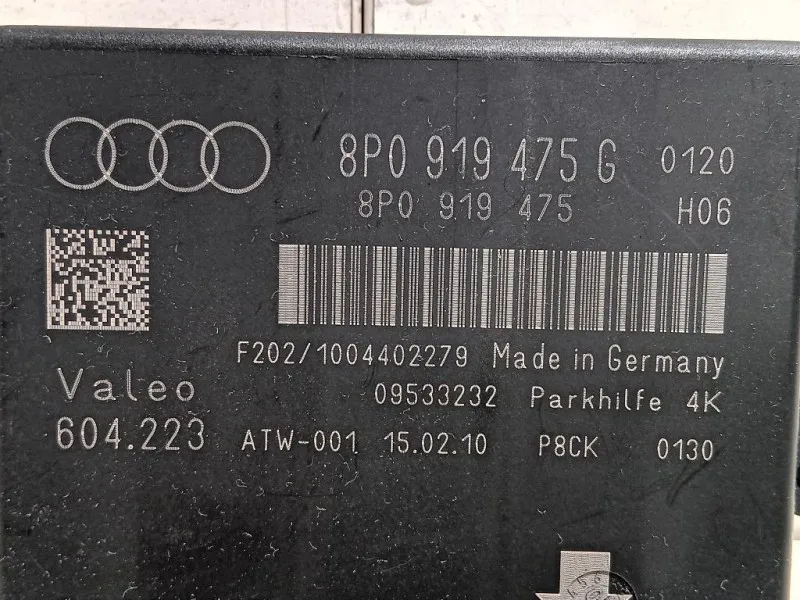 8P0 919 475 G 0120
8P0 919 475 H06
F202/1004402279 Made in Germany
Valeo 09533232 Parkhilfe 4K
604.223 ATW-001 15.02.10 P8CK 0130